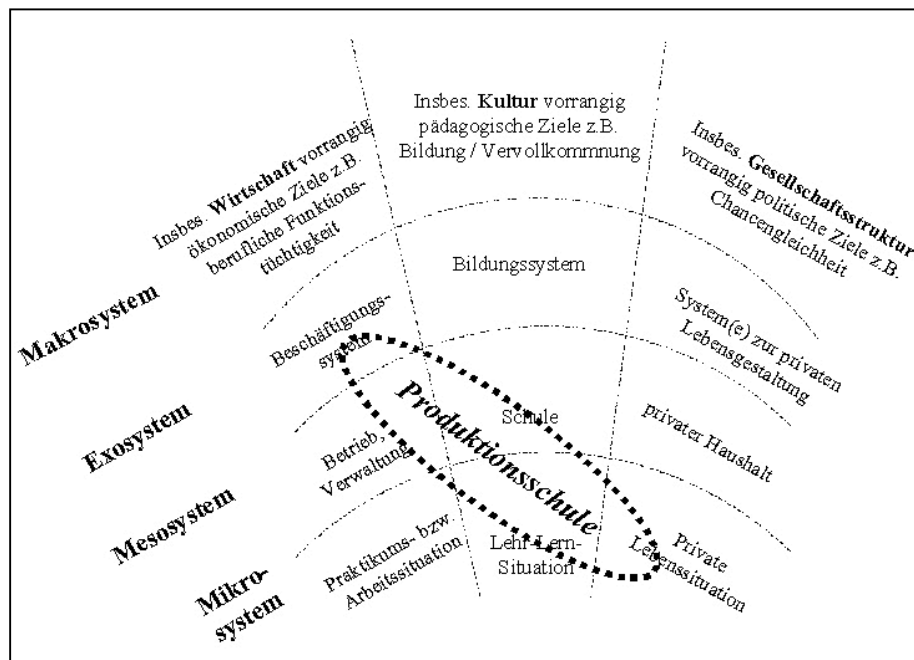 Insbes. Kultur vorrangig
pädagogische Ziele z.B.
Bildung / Vervollkommnung
Insbes. Wirtschaft vorrangig
ökonomische Ziele z.B.
berufliche Funktions-
tüchtigkeit
Insbes. Gesellschaftsstruktur
vorrangig politische Ziele z.B.
Chancengleichheit
Makrosystem
Beschäftigungs-
system
Bildungssystem
System(e) zur privaten
Lebensgestaltung
Exosystem
Betrieb,
Verwaltung
Schule
privater Haushalt
Produktionsschule
Mesosystem
Praktikums- bzw.
Arbeitssituation
Lehr-Lern-
Situation
Private
Lebenssituation
Mikro-
system